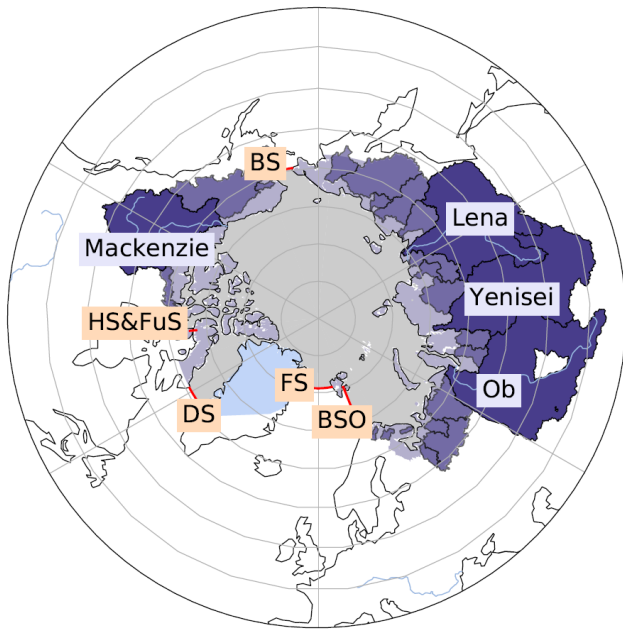 BS
Lena
Mackenzie
Yenisei
HS&FuS
FS
Ob
DS
BSO